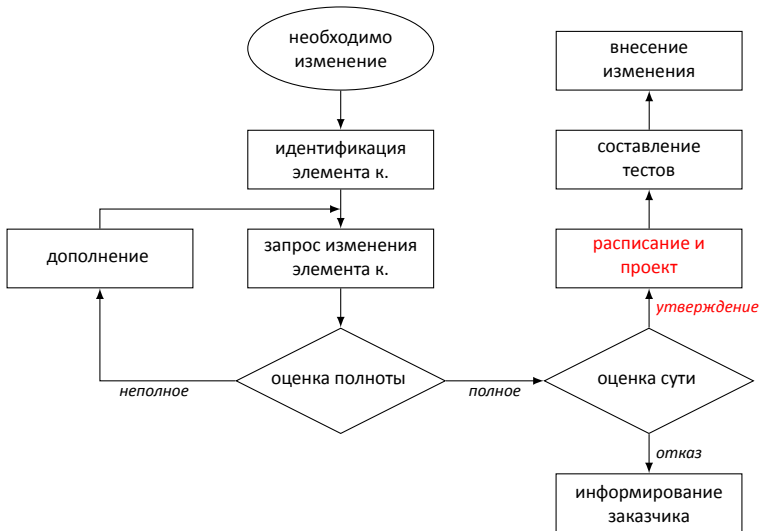 необходимо
изменение
внесение
изменения
идентификация
элемента к.
составление
тестов
дополнение
запрос изменения
элемента к.
расписание и
проект
утверждение
оценка полноты
оценка сути
неполное
полное
отказ
информирование
заказчика